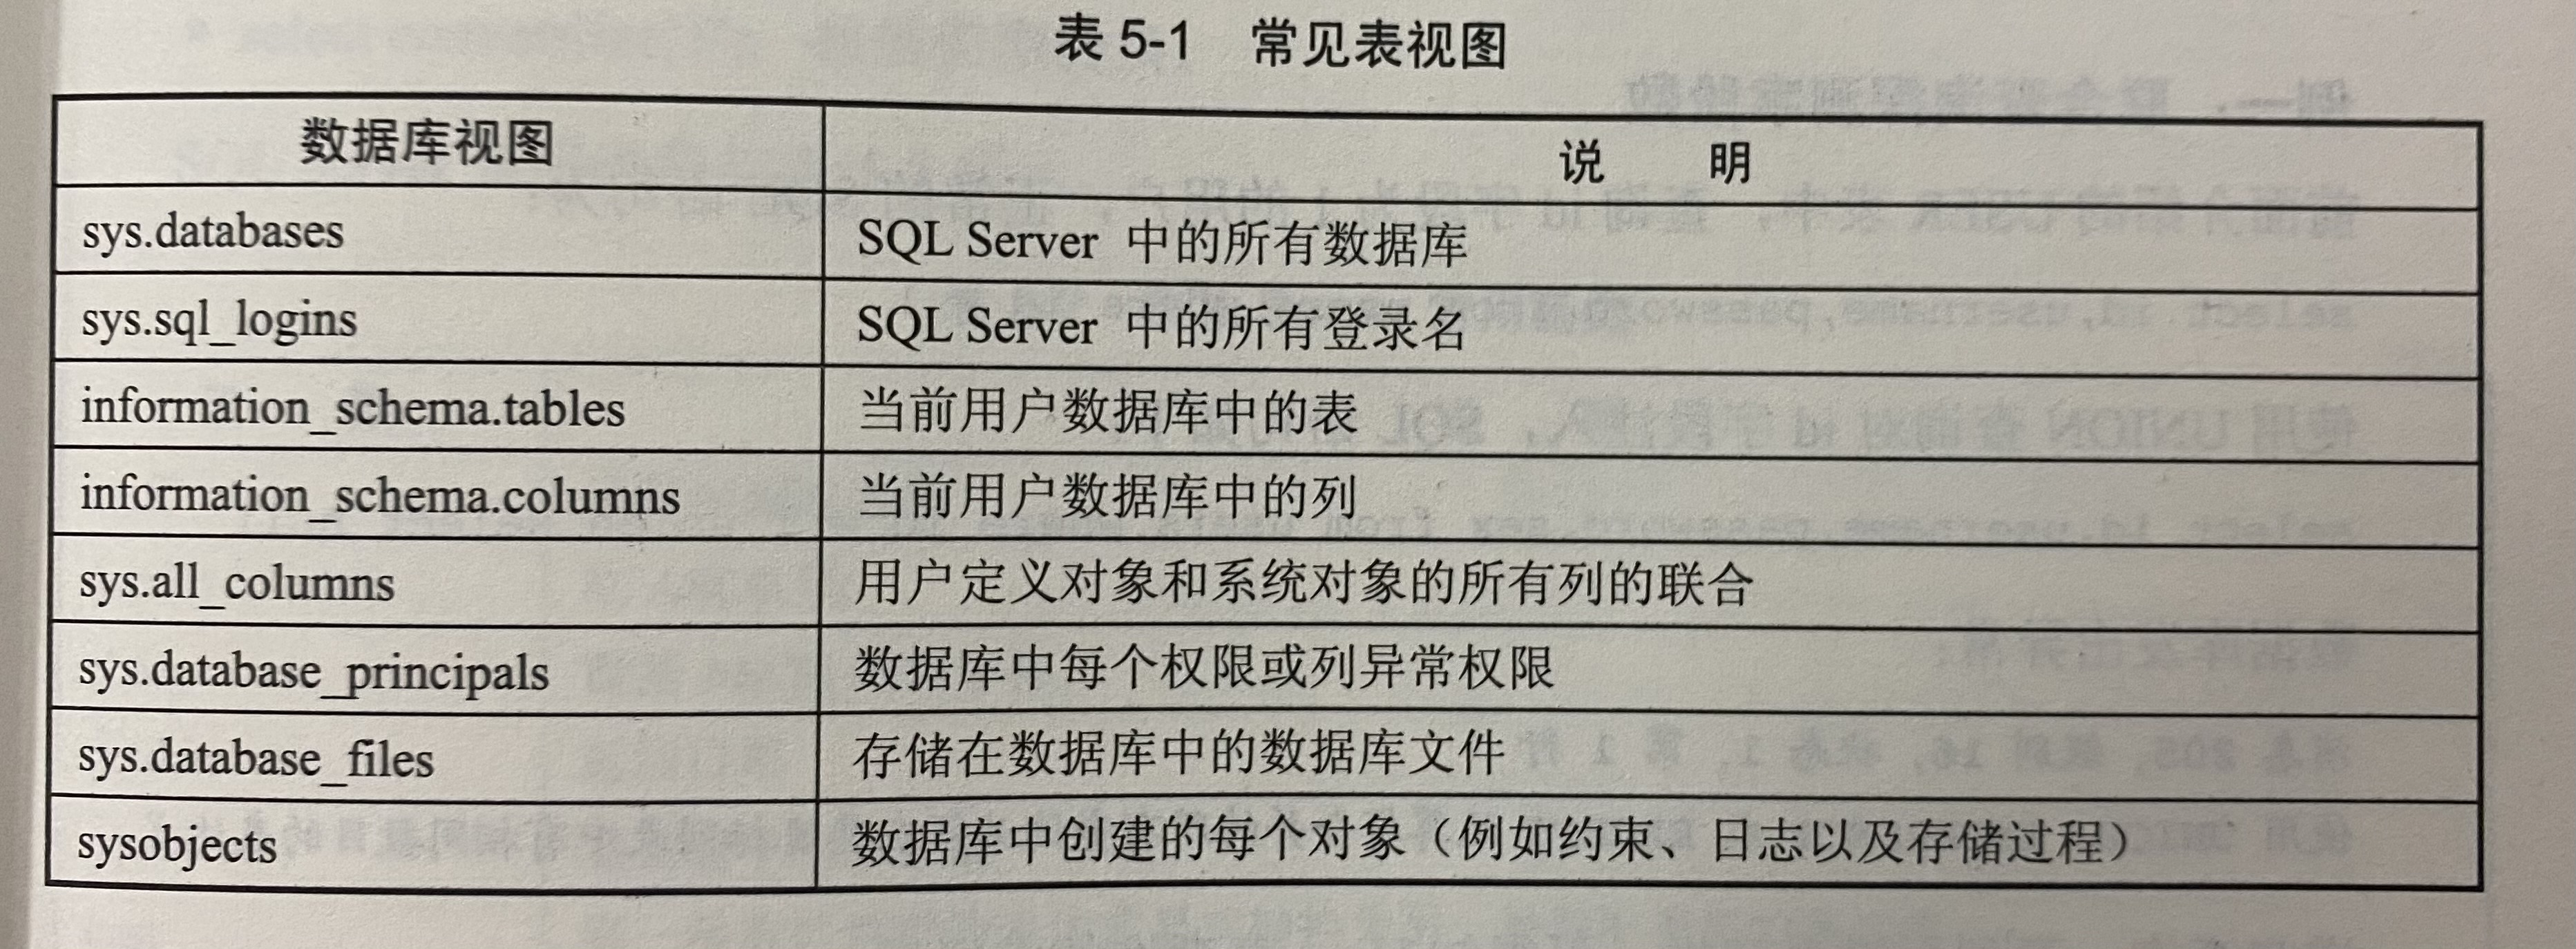 表 5-1 常见表视图
数据库视图 说 明
sys.databases SQL Server 中的所有数据库
sys.sql_logins SQL Server 中的所有登录名
information_schema.tables 当前用户数据库中的表
information_schema.columns 当前用户数据库中的列
sys.all_columns 用户定义对象和系统对象的所有列的联合
sys.database_principals 数据库中每个权限或列异常权限
sys.database_files 存储在数据库中的数据库文件
sysobjects 数据库中创建的每个对象（例如约束、日志以及存储过程）